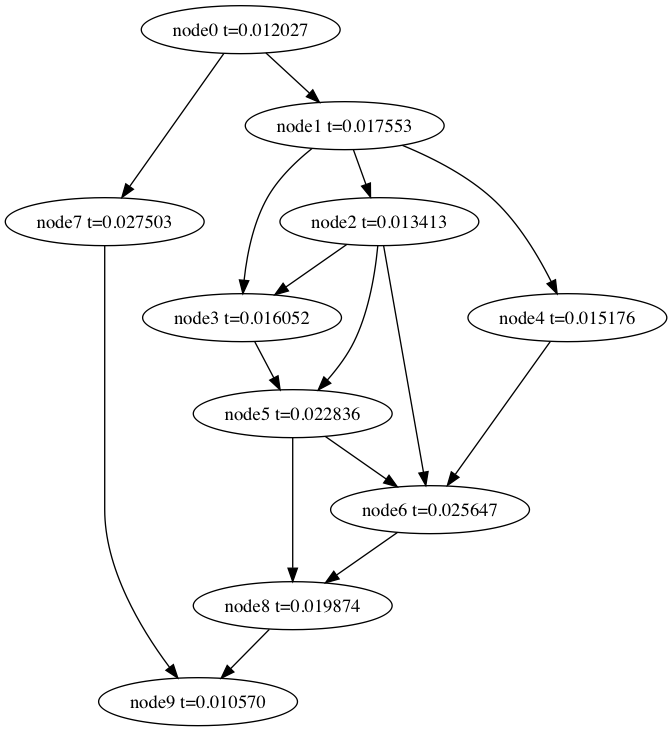 node0 t=0.012027
node1 t=0.017553
node7 t=0.027503
node2 t=0.013413
node3 t=0.016052
node4 t=0.015176
node5 t=0.022836
node6 t=0.025647
node8 t=0.019874
node9 t=0.010570